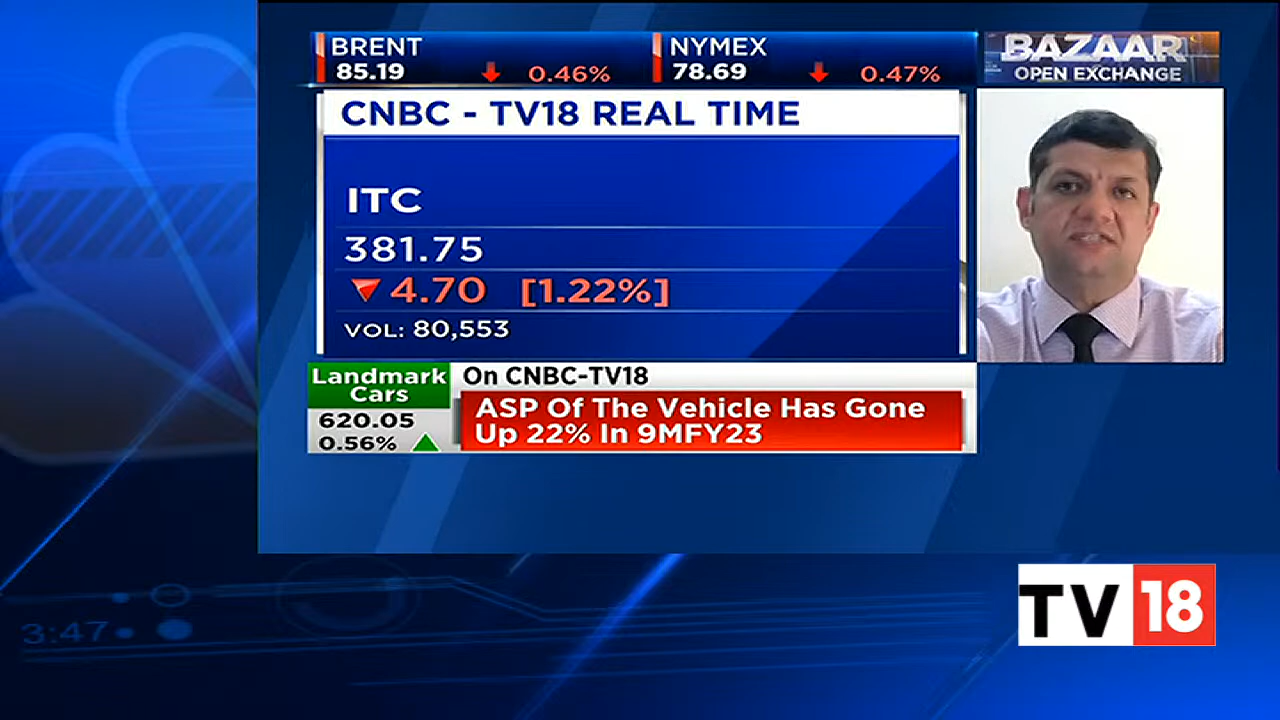 BRENT
85.19 0.46%
NYMEX
78.69 0.47%
BAZAAR
OPEN EXCHANGE
CNBC - TV18 REAL TIME
ITC
381.75
4.70 [1.22%]
VOL: 80,553
Landmark
Cars
620.05
0.56%
On CNBC-TV18
ASP Of The Vehicle Has Gone
Up 22% In 9MFY23
3:47
TV18